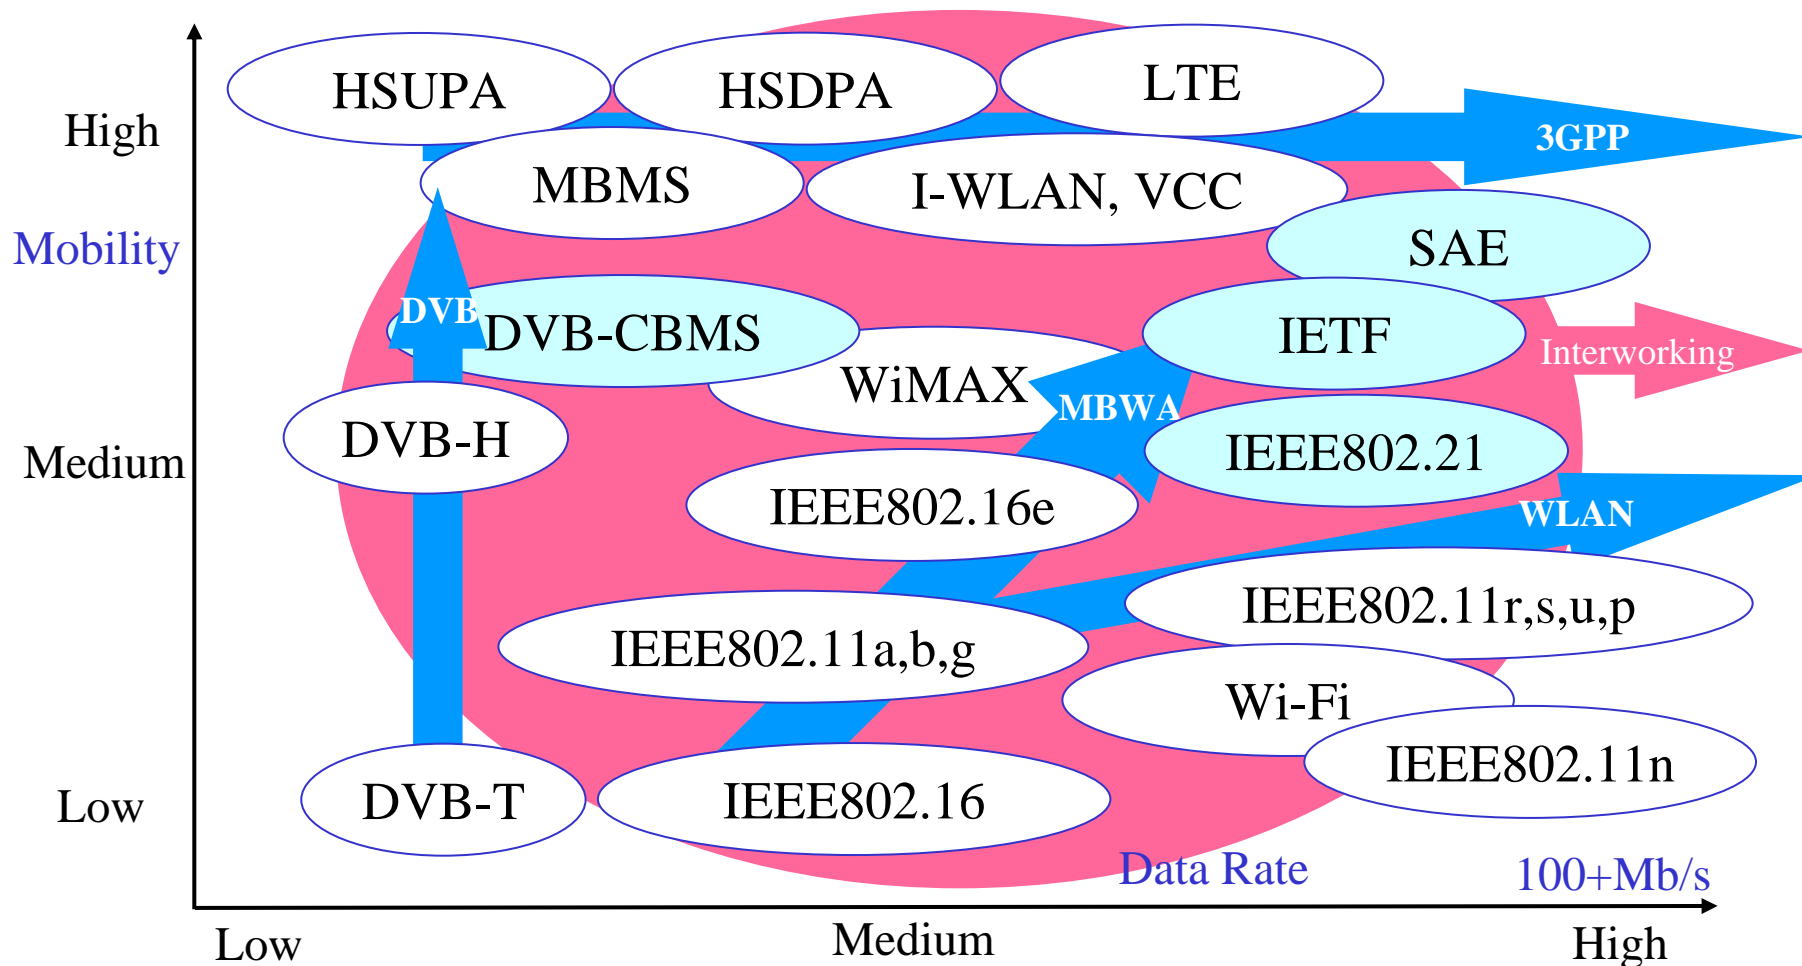 HSUPA
HSDPA
LTE
High
3GPP
MBMS
I-WLAN, VCC
Mobility
SAE
DVB
DVB-CBMS
IETF
Interworking
WiMAX
MBWA
DVB-H
Medium
IEEE802.21
IEEE802.16e
WLAN
IEEE802.11r,s,u,p
IEEE802.11a,b,g
Wi-Fi
IEEE802.11n
Low
DVB-T
IEEE802.16
Data Rate
100+Mb/s
Low
Medium
High